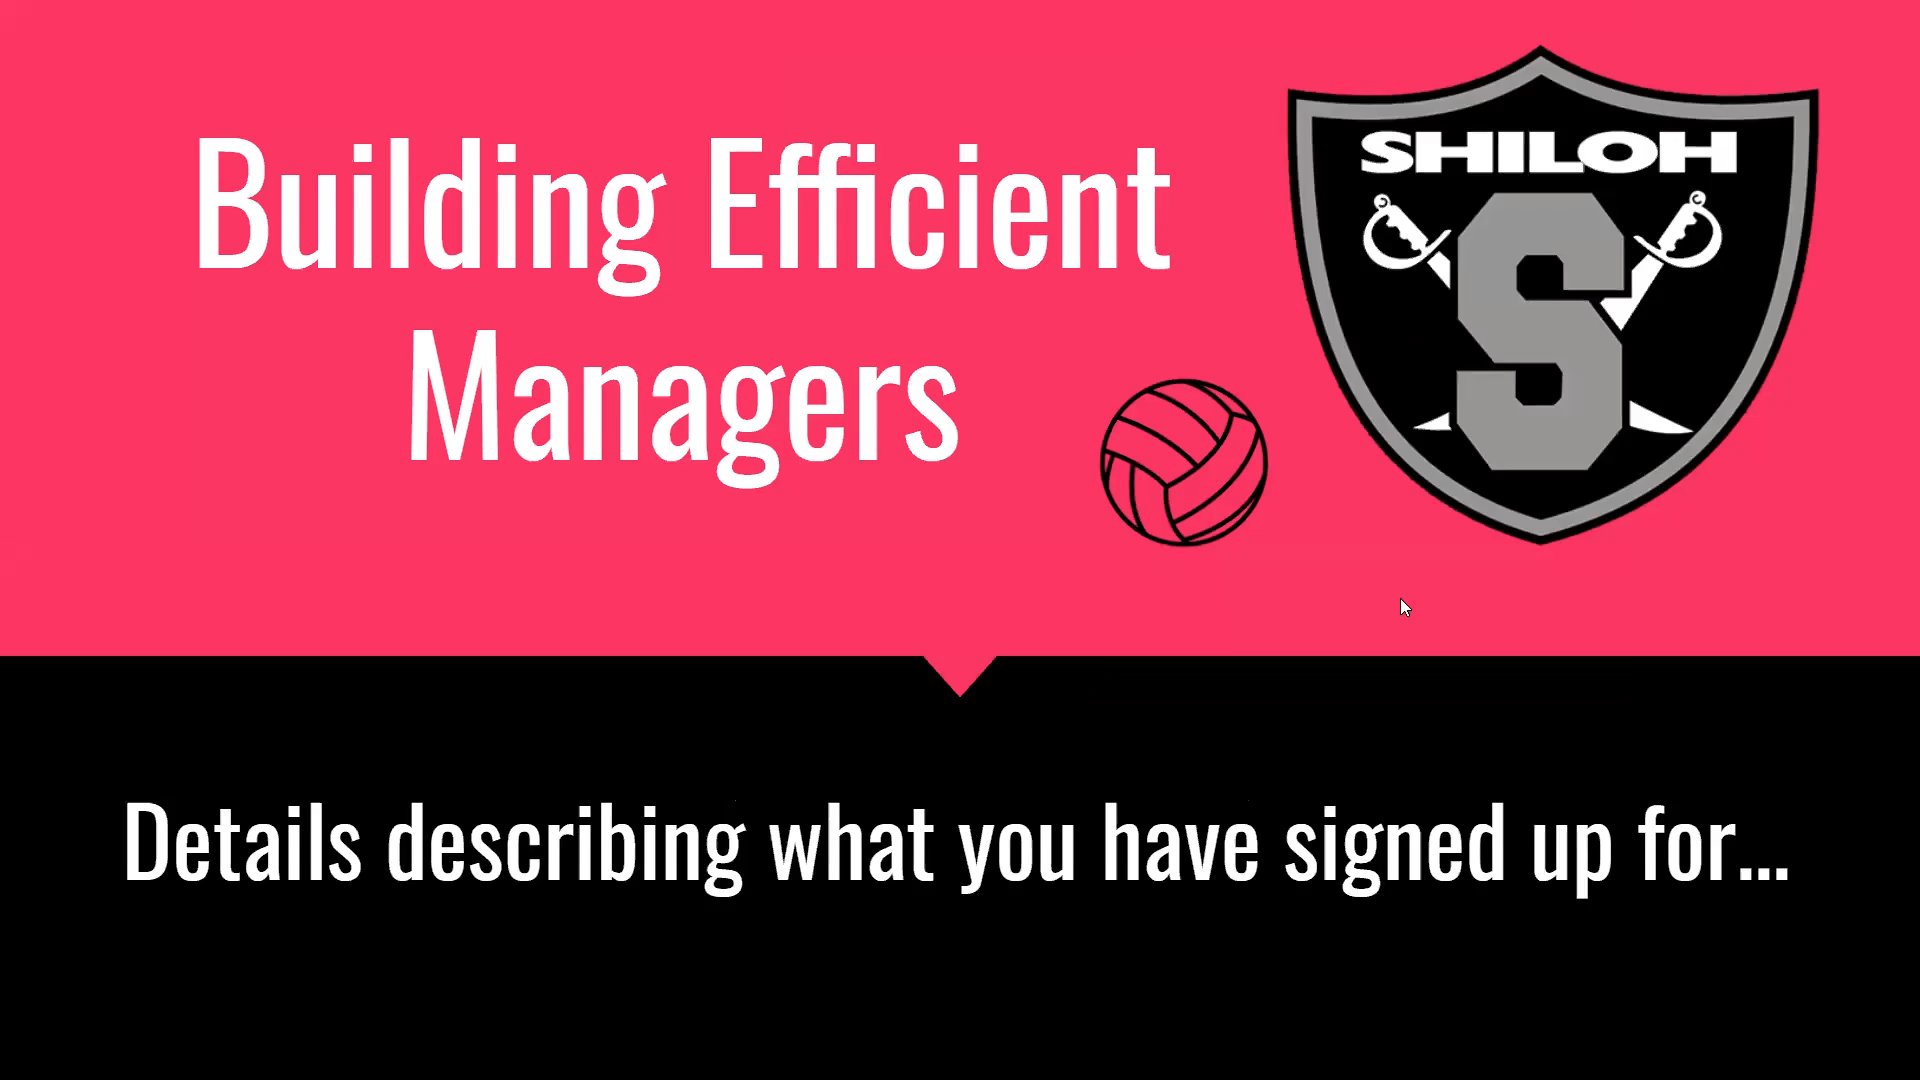 Building Efficient
Managers
SHILOH
S
Details describing what you have signed up for...